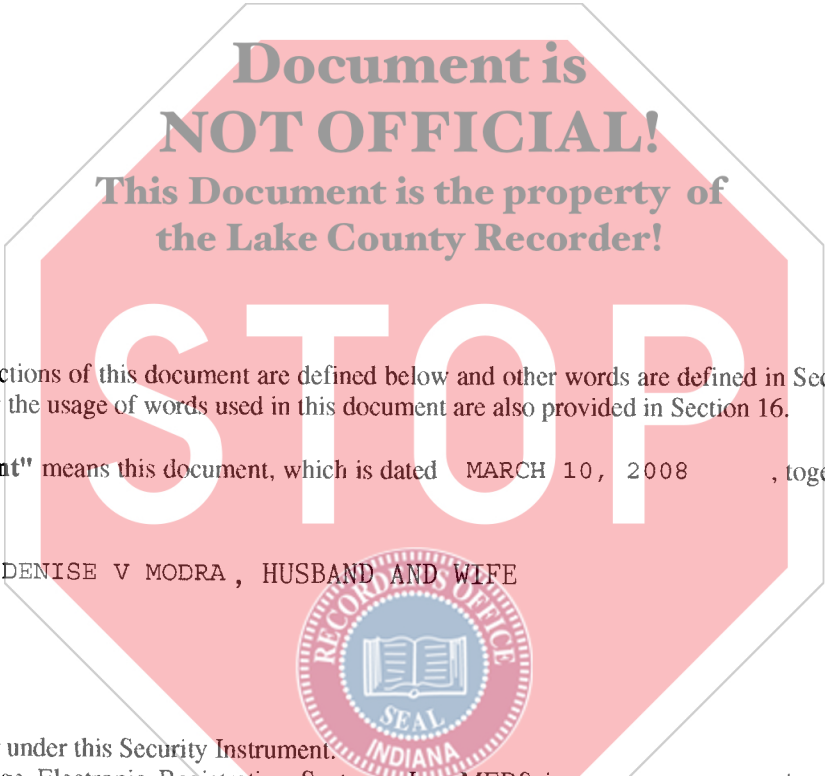 Document is
NOT OFFICIAL!
This Document is the property of
the Lake County Recorder!
STOP
ctions of this document are defined below and other words are defined in Sec
the usage of words used in this document are also provided in Section 16.
nt" means this document, which is dated MARCH 10, 2008 , toge
DENISE V MODRA , HUSBAND AND WIFE
RECORDER'S OFFICE
SEAL
INDIANA
under this Security Instrument.